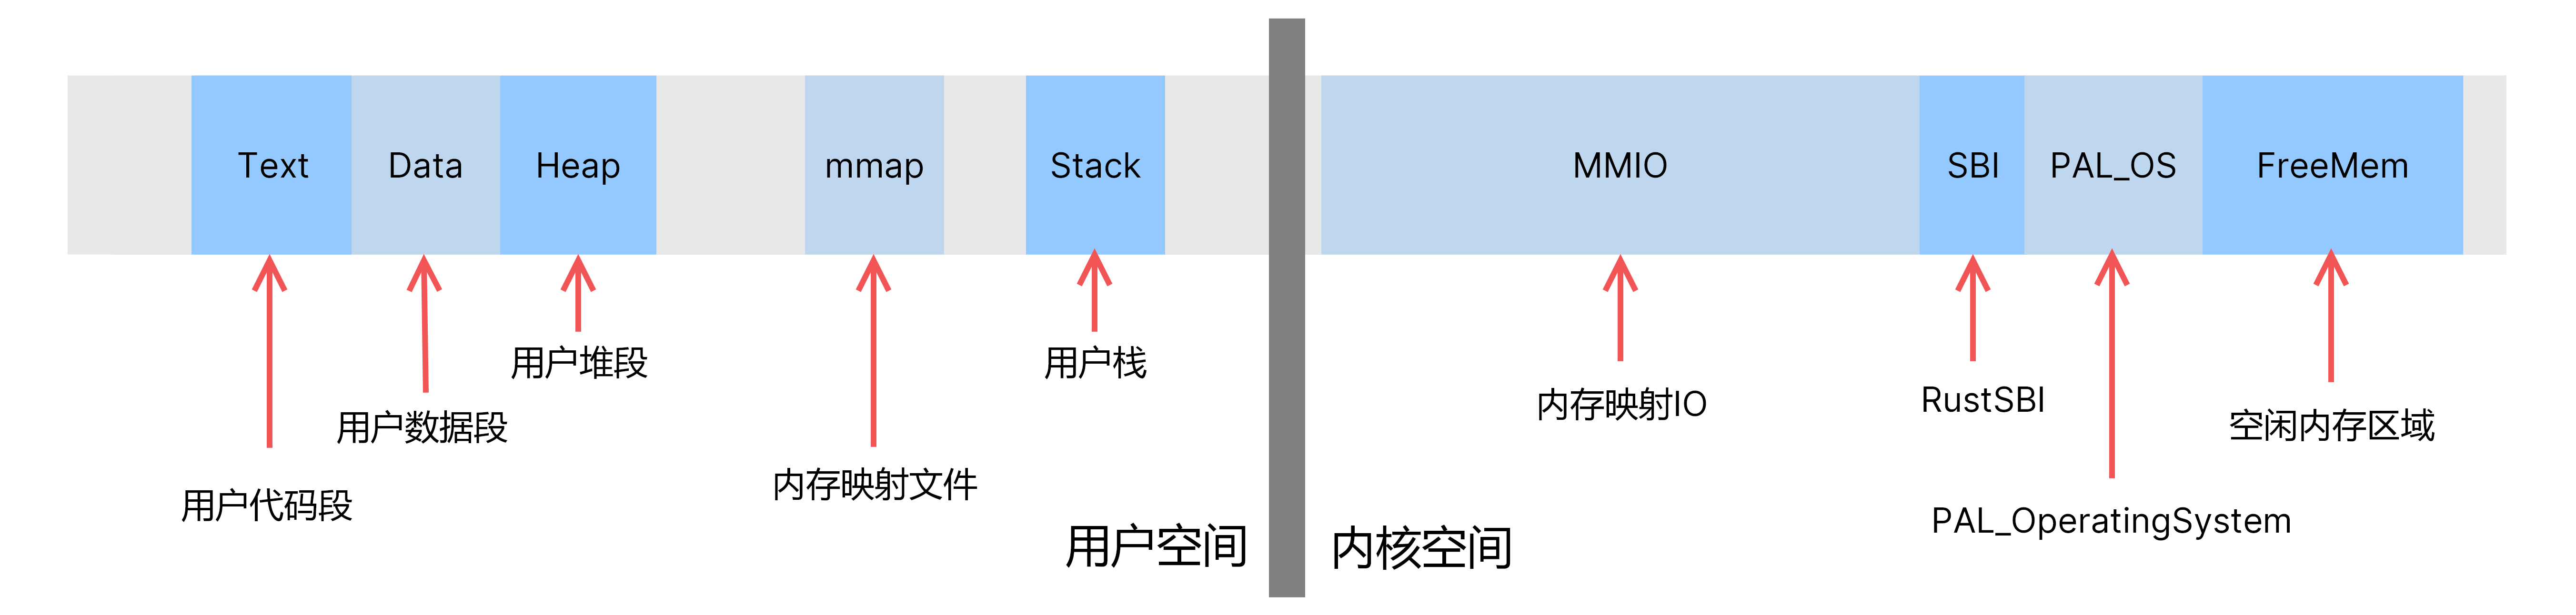 Text
Data
Heap
mmap
Stack
MMIO
SBI
PAL_OS
FreeMem
用户堆段
用户栈
内存映射IO
RustSBI
用户数据段
空闲内存区域
内存映射文件
用户代码段
PAL_OperatingSystem
用户空间
内核空间